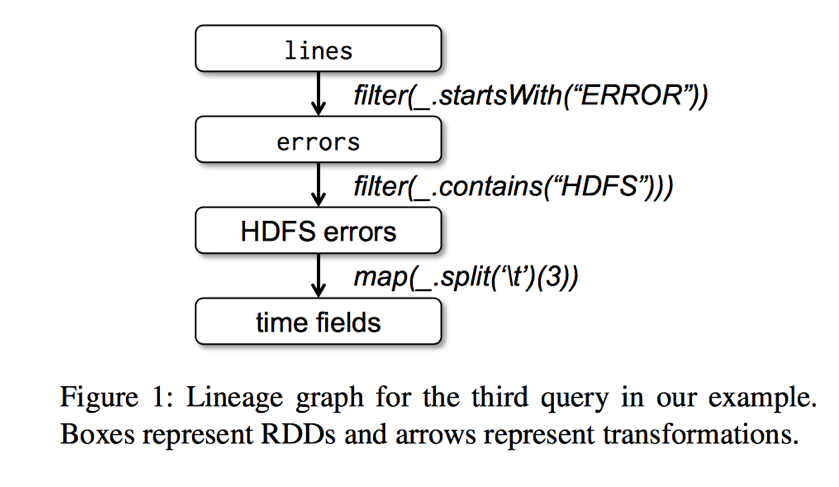 lines
filter(_.startsWith(“ERROR”))
errors
filter(_.contains(“HDFS”)))
HDFS errors
map(_.split(‘\t’)(3))
time fields
Figure 1: Lineage graph for the third query in our example.
Boxes represent RDDs and arrows represent transformations.